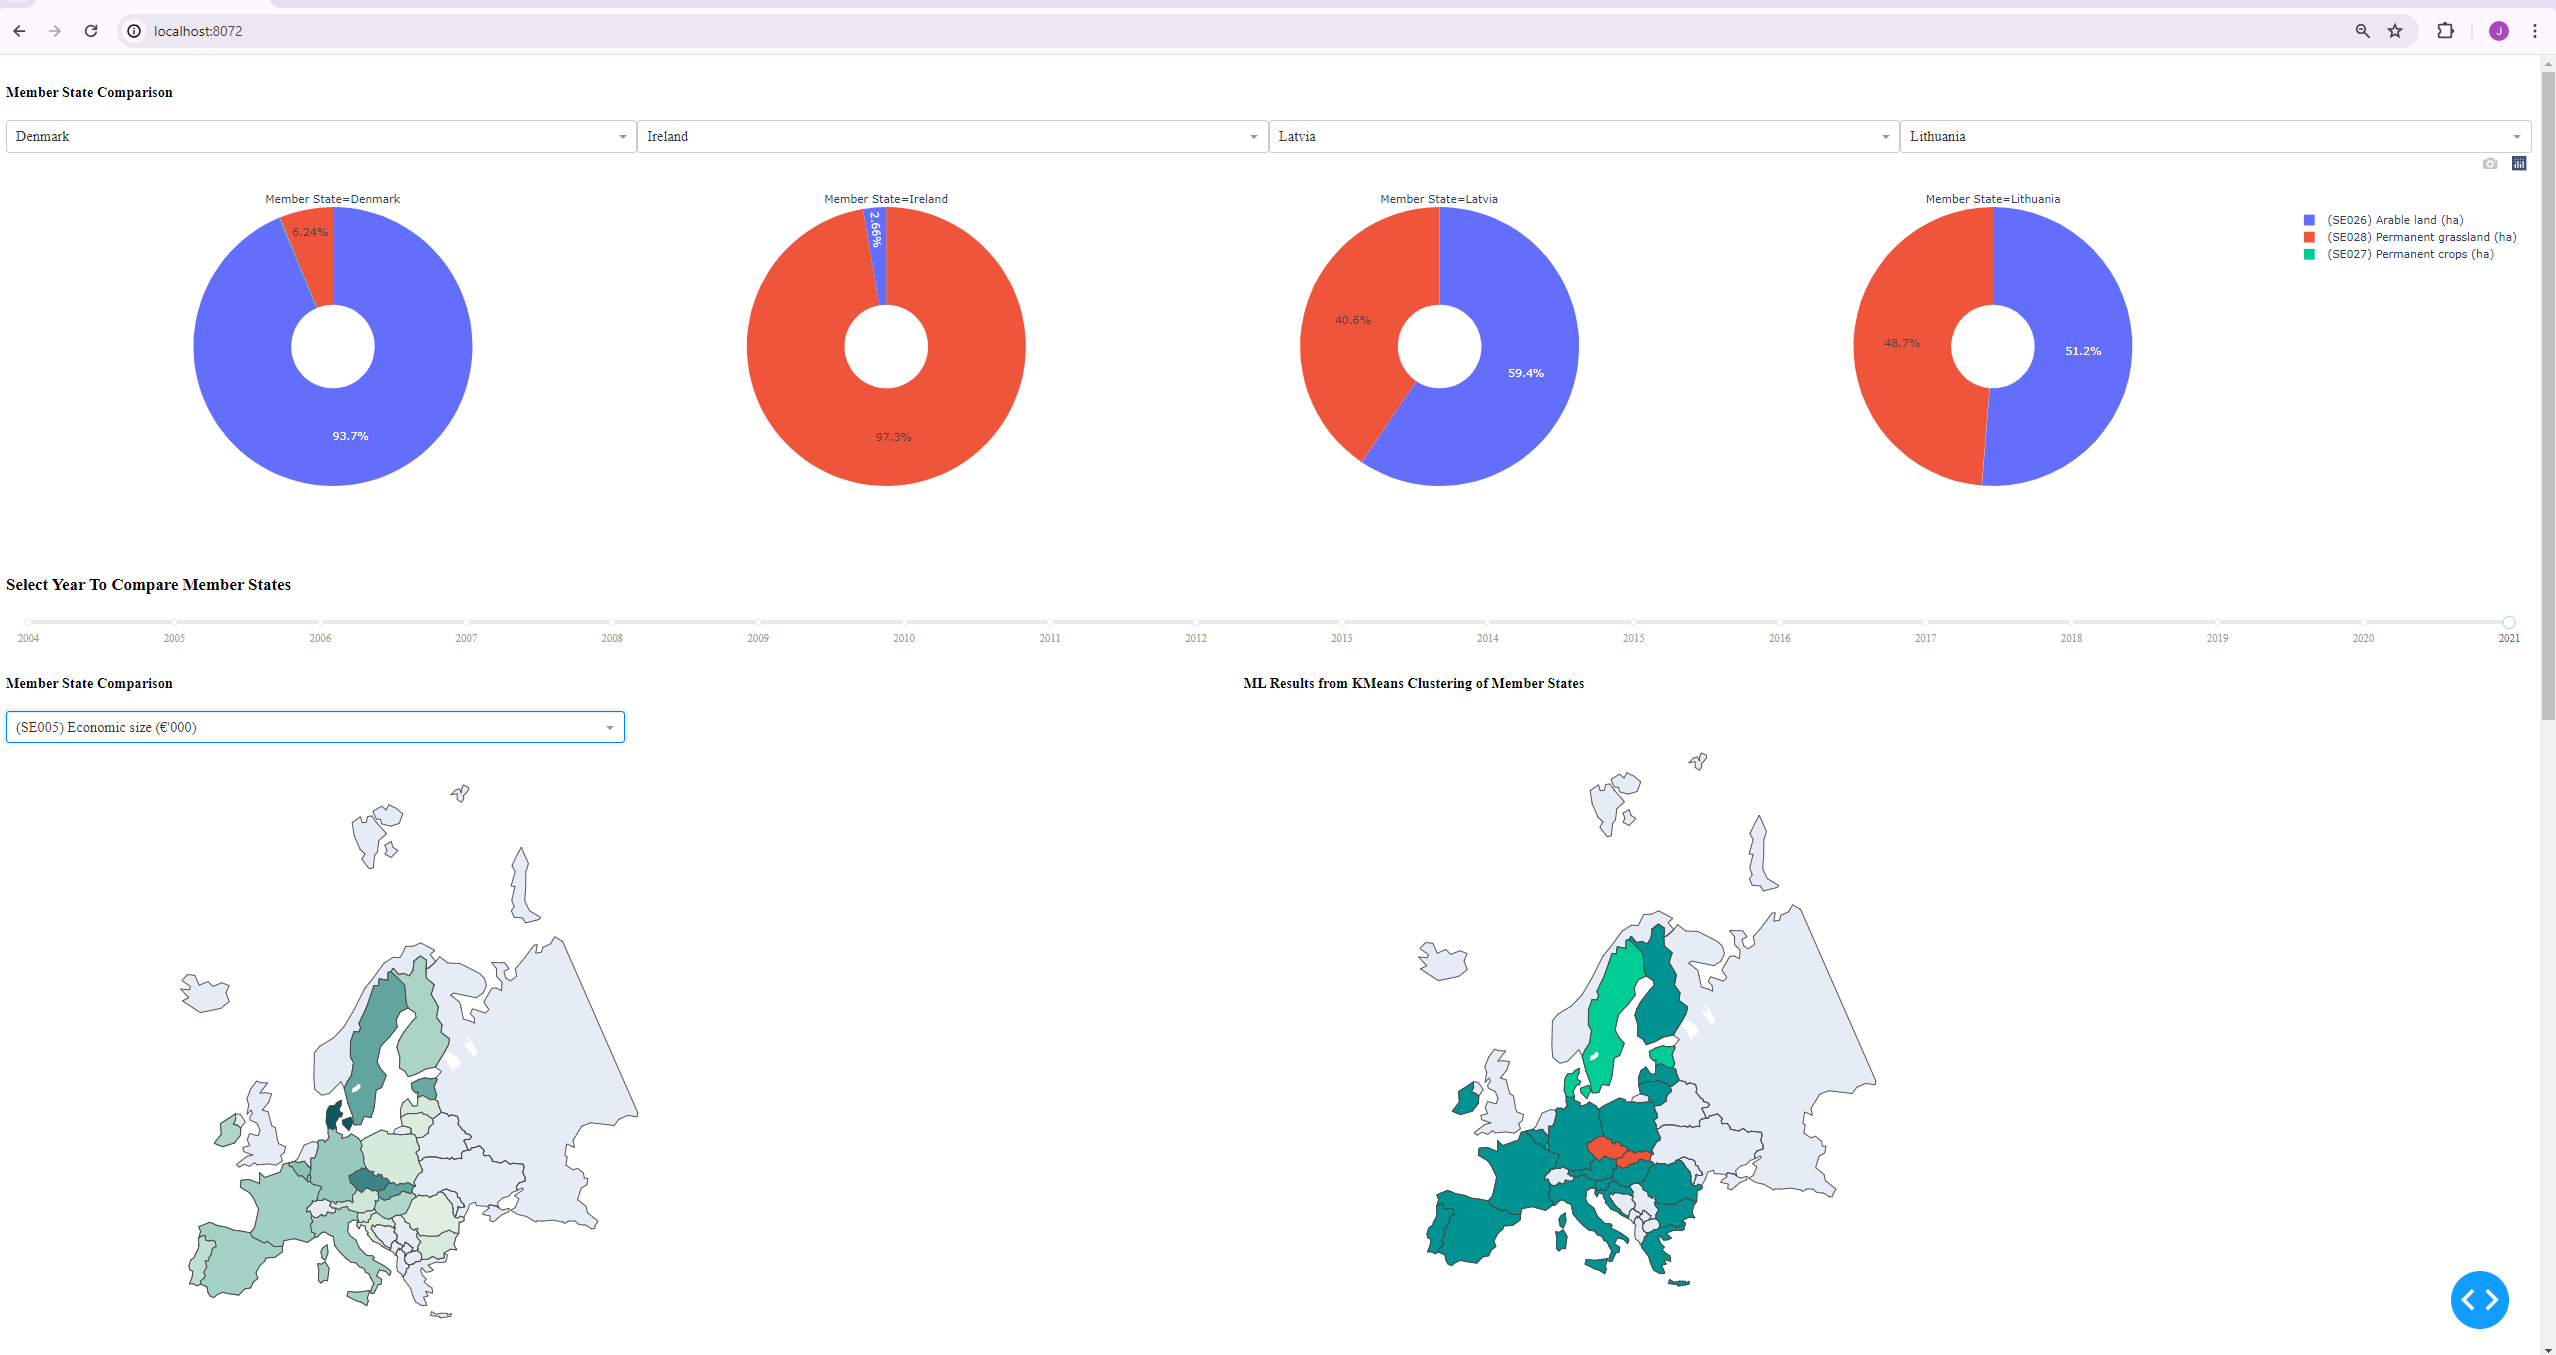 localhost:8072
J
Member State Comparison
Denmark
Ireland
Latvia
Lithuania
Member State=Denmark
Member State=Ireland
Member State=Latvia
Member State=Lithuania
(SE026) Arable land (ha)
(SE028) Permanent grassland (ha)
(SE027) Permanent crops (ha)
6.24%
93.7%
2.66%
97.3%
40.6%
59.4%
48.7%
51.2%
Select Year To Compare Member States
2004 2005 2006 2007 2008 2009 2010 2011 2012 2013 2014 2015 2016 2017 2018 2019 2020 2021
Member State Comparison
(SE005) Economic size (€'000)
ML Results from KMeans Clustering of Member States